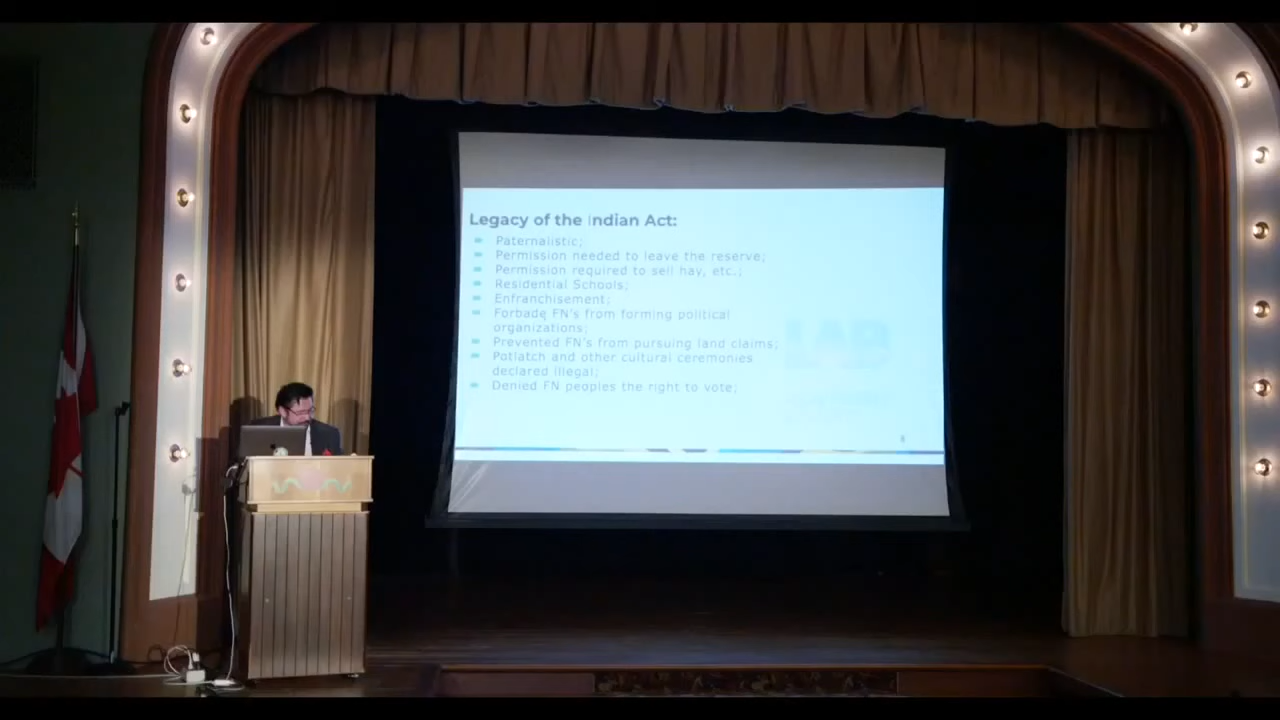 Legacy of the Indian Act:
Paternalistic;
Permission needed to leave the reserve;
Permission required to sell hay, etc.;
Residential Schools;
Enfranchisement;
Forbade FN's from forming political
organizations;
Prevented FN's from pursuing land claims;
Potlatch and other cultural ceremonies
declared illegal;
Denied FN peoples the right to vote;
8